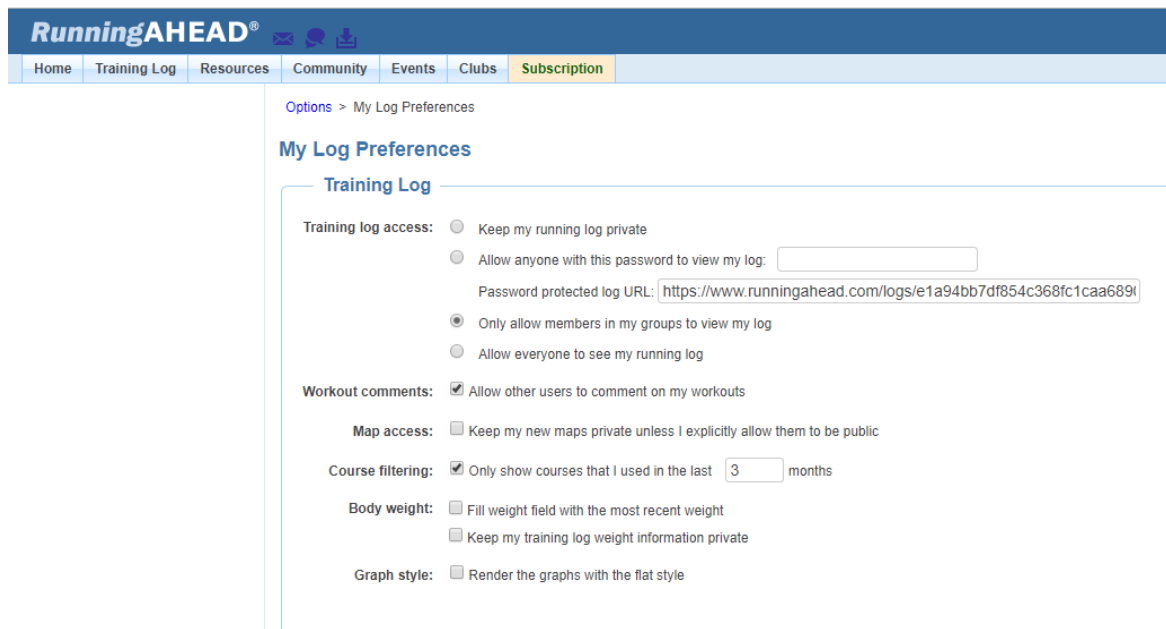 RunningAHEAD®
Home Training Log Resources Community Events Clubs Subscription
Options > My Log Preferences
My Log Preferences
Training Log
Training log access: Keep my running log private
Allow anyone with this password to view my log:
Password protected log URL: https://www.runningahead.com/logs/e1a94bb7df854c368fc1caa689
Only allow members in my groups to view my log
Allow everyone to see my running log
Workout comments: Allow other users to comment on my workouts
Map access: Keep my new maps private unless I explicitly allow them to be public
Course filtering: Only show courses that I used in the last 3 months
Body weight: Fill weight field with the most recent weight
Keep my training log weight information private
Graph style: Render the graphs with the flat style